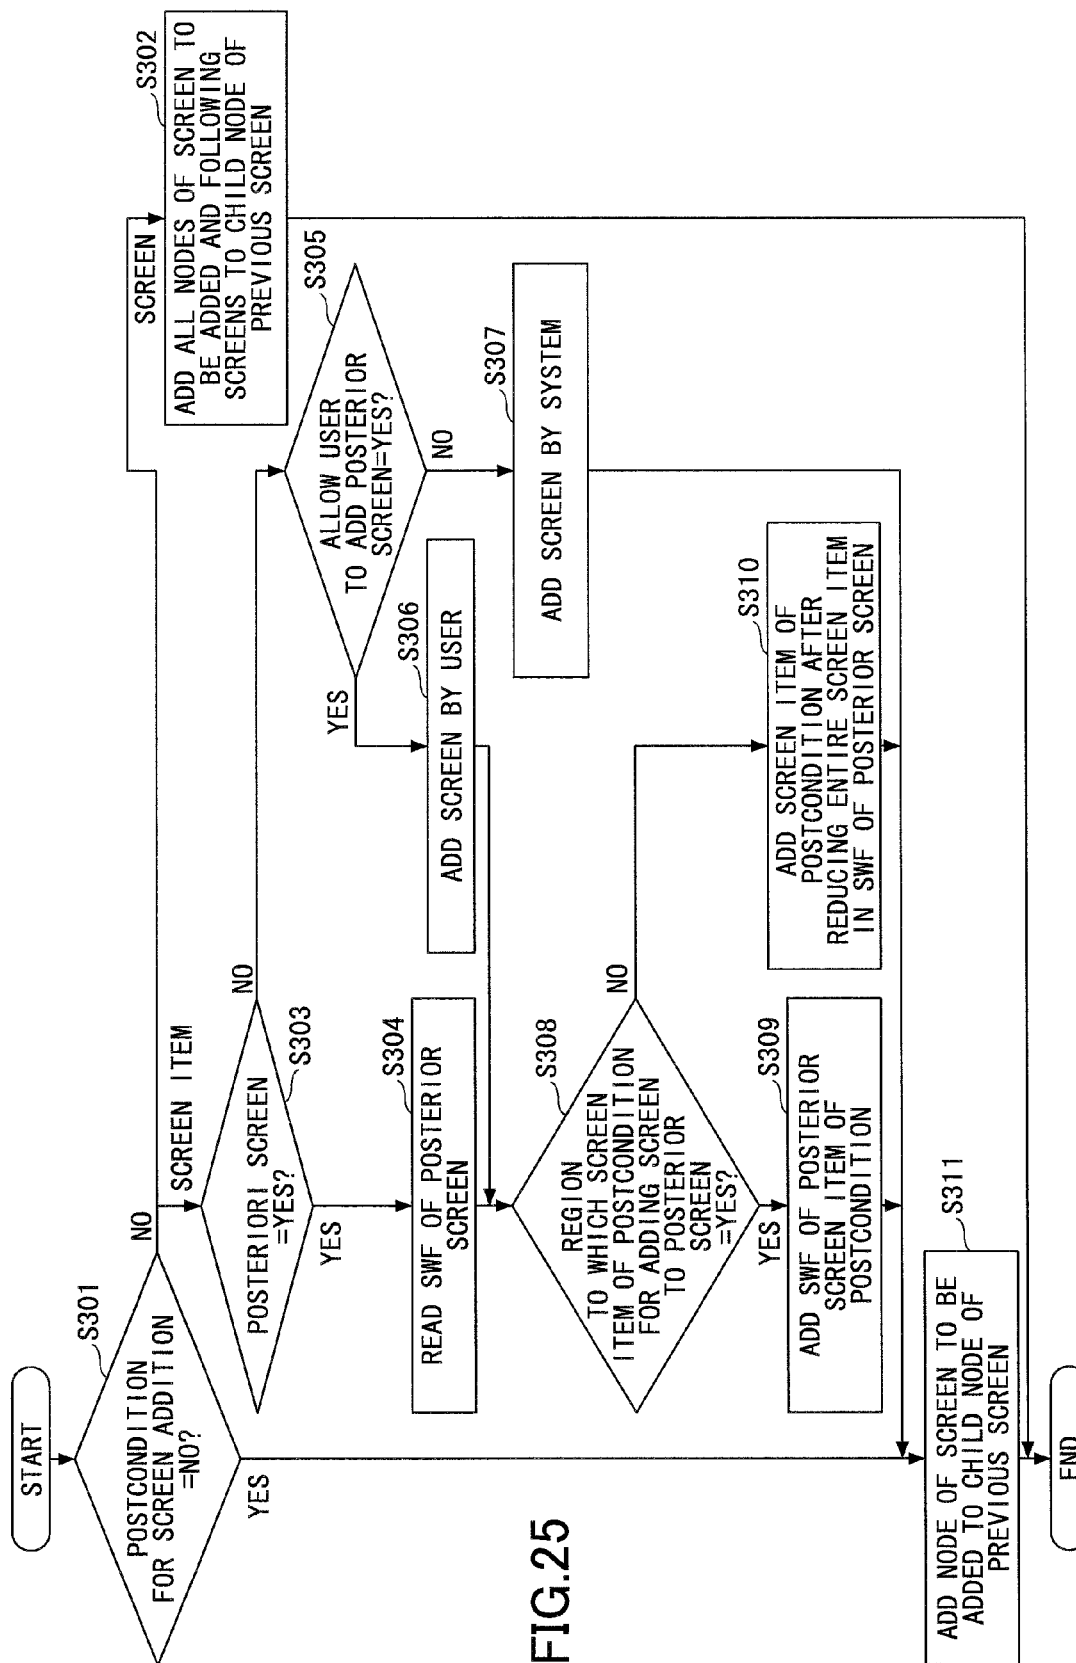 START
S301
POSTCONDITION
FOR SCREEN ADDITION
=NO?
NO
YES
SCREEN
SCREEN ITEM
S302
ADD ALL NODES OF SCREEN TO
BE ADDED AND FOLLOWING
SCREENS TO CHILD NODE OF
PREVIOUS SCREEN
S303
POSTERIORI SCREEN
=YES?
NO
YES
S304
READ SWF OF POSTERIOR
SCREEN
S305
ALLOW USER
TO ADD POSTERIOR
SCREEN=YES?
YES
NO
S306
ADD SCREEN BY USER
S307
ADD SCREEN BY SYSTEM
S308
REGION
TO WHICH SCREEN
ITEM OF POSTCONDITION
FOR ADDING SCREEN
TO POSTERIOR
SCREEN
=YES?
NO
YES
S309
ADD SWF OF POSTERIOR
SCREEN ITEM OF
POSTCONDITION
S310
ADD SCREEN ITEM OF
POSTCONDITION AFTER
REDUCING ENTIRE SCREEN ITEM
IN SWF OF POSTERIOR SCREEN
S311
ADD NODE OF SCREEN TO BE
ADDED TO CHILD NODE OF
PREVIOUS SCREEN
END
FIG.25